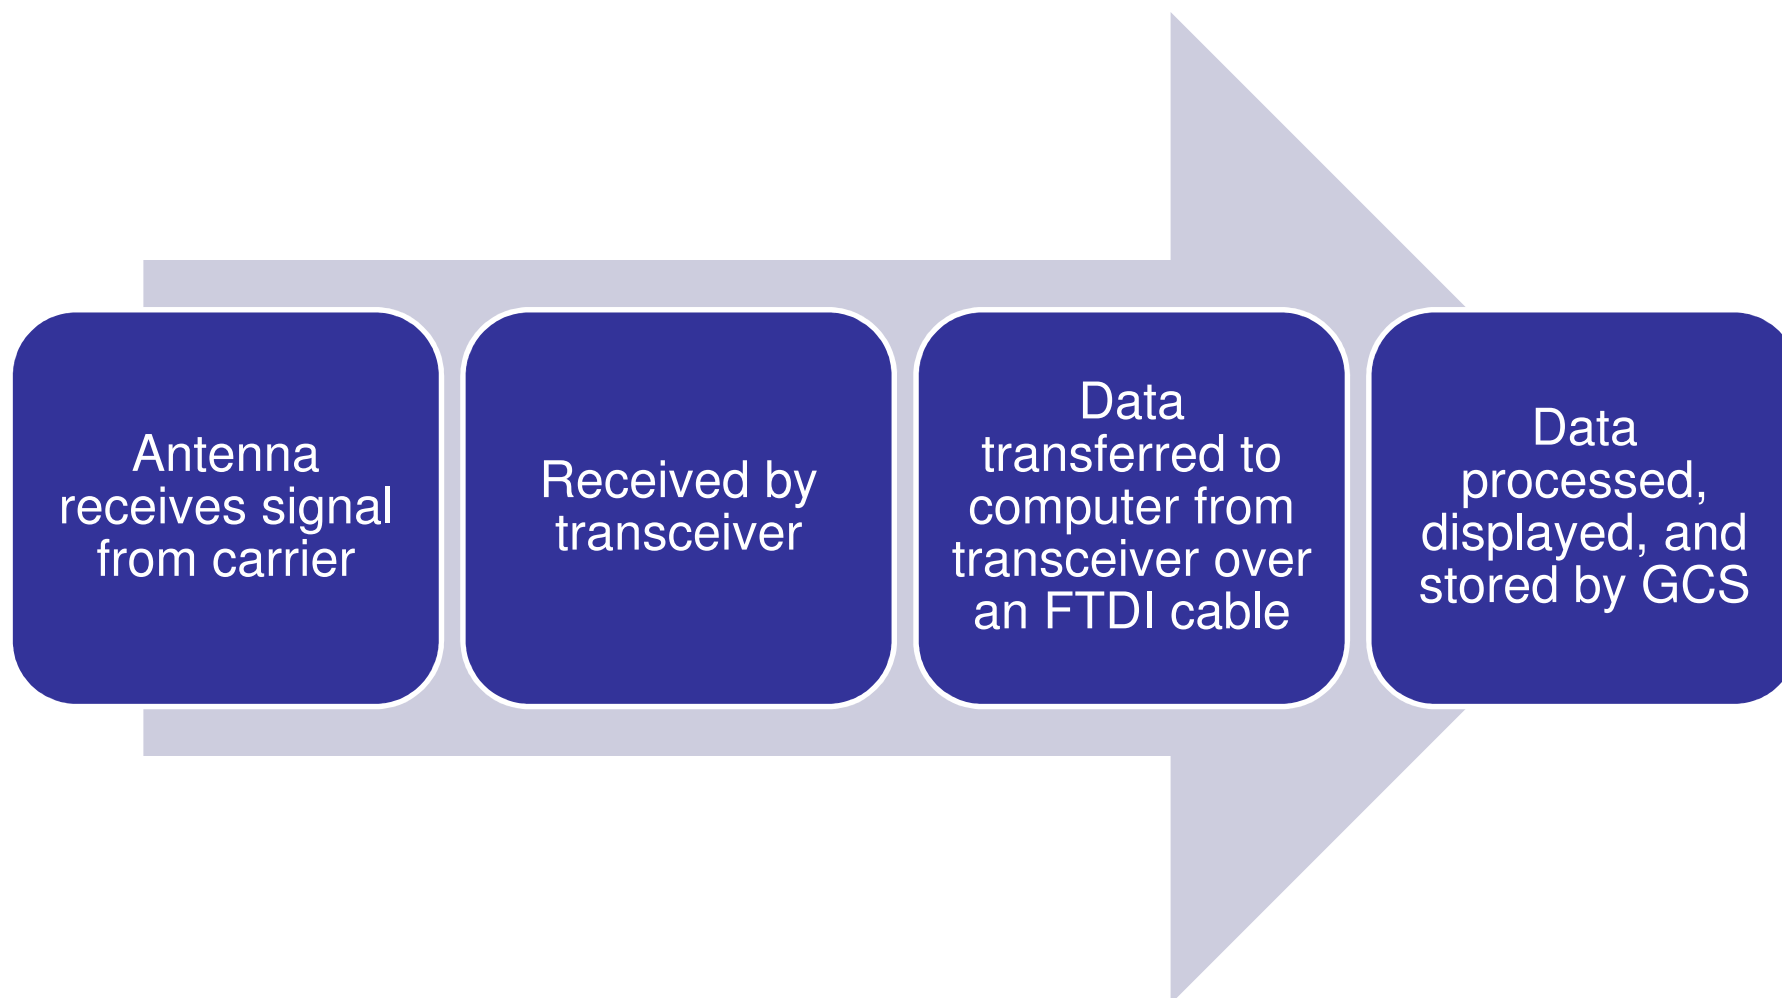 Antenna
receives signal
from carrier
Received by
transceiver
Data
transferred to
computer from
transceiver over
an FTDI cable
Data
processed,
displayed, and
stored by GCS